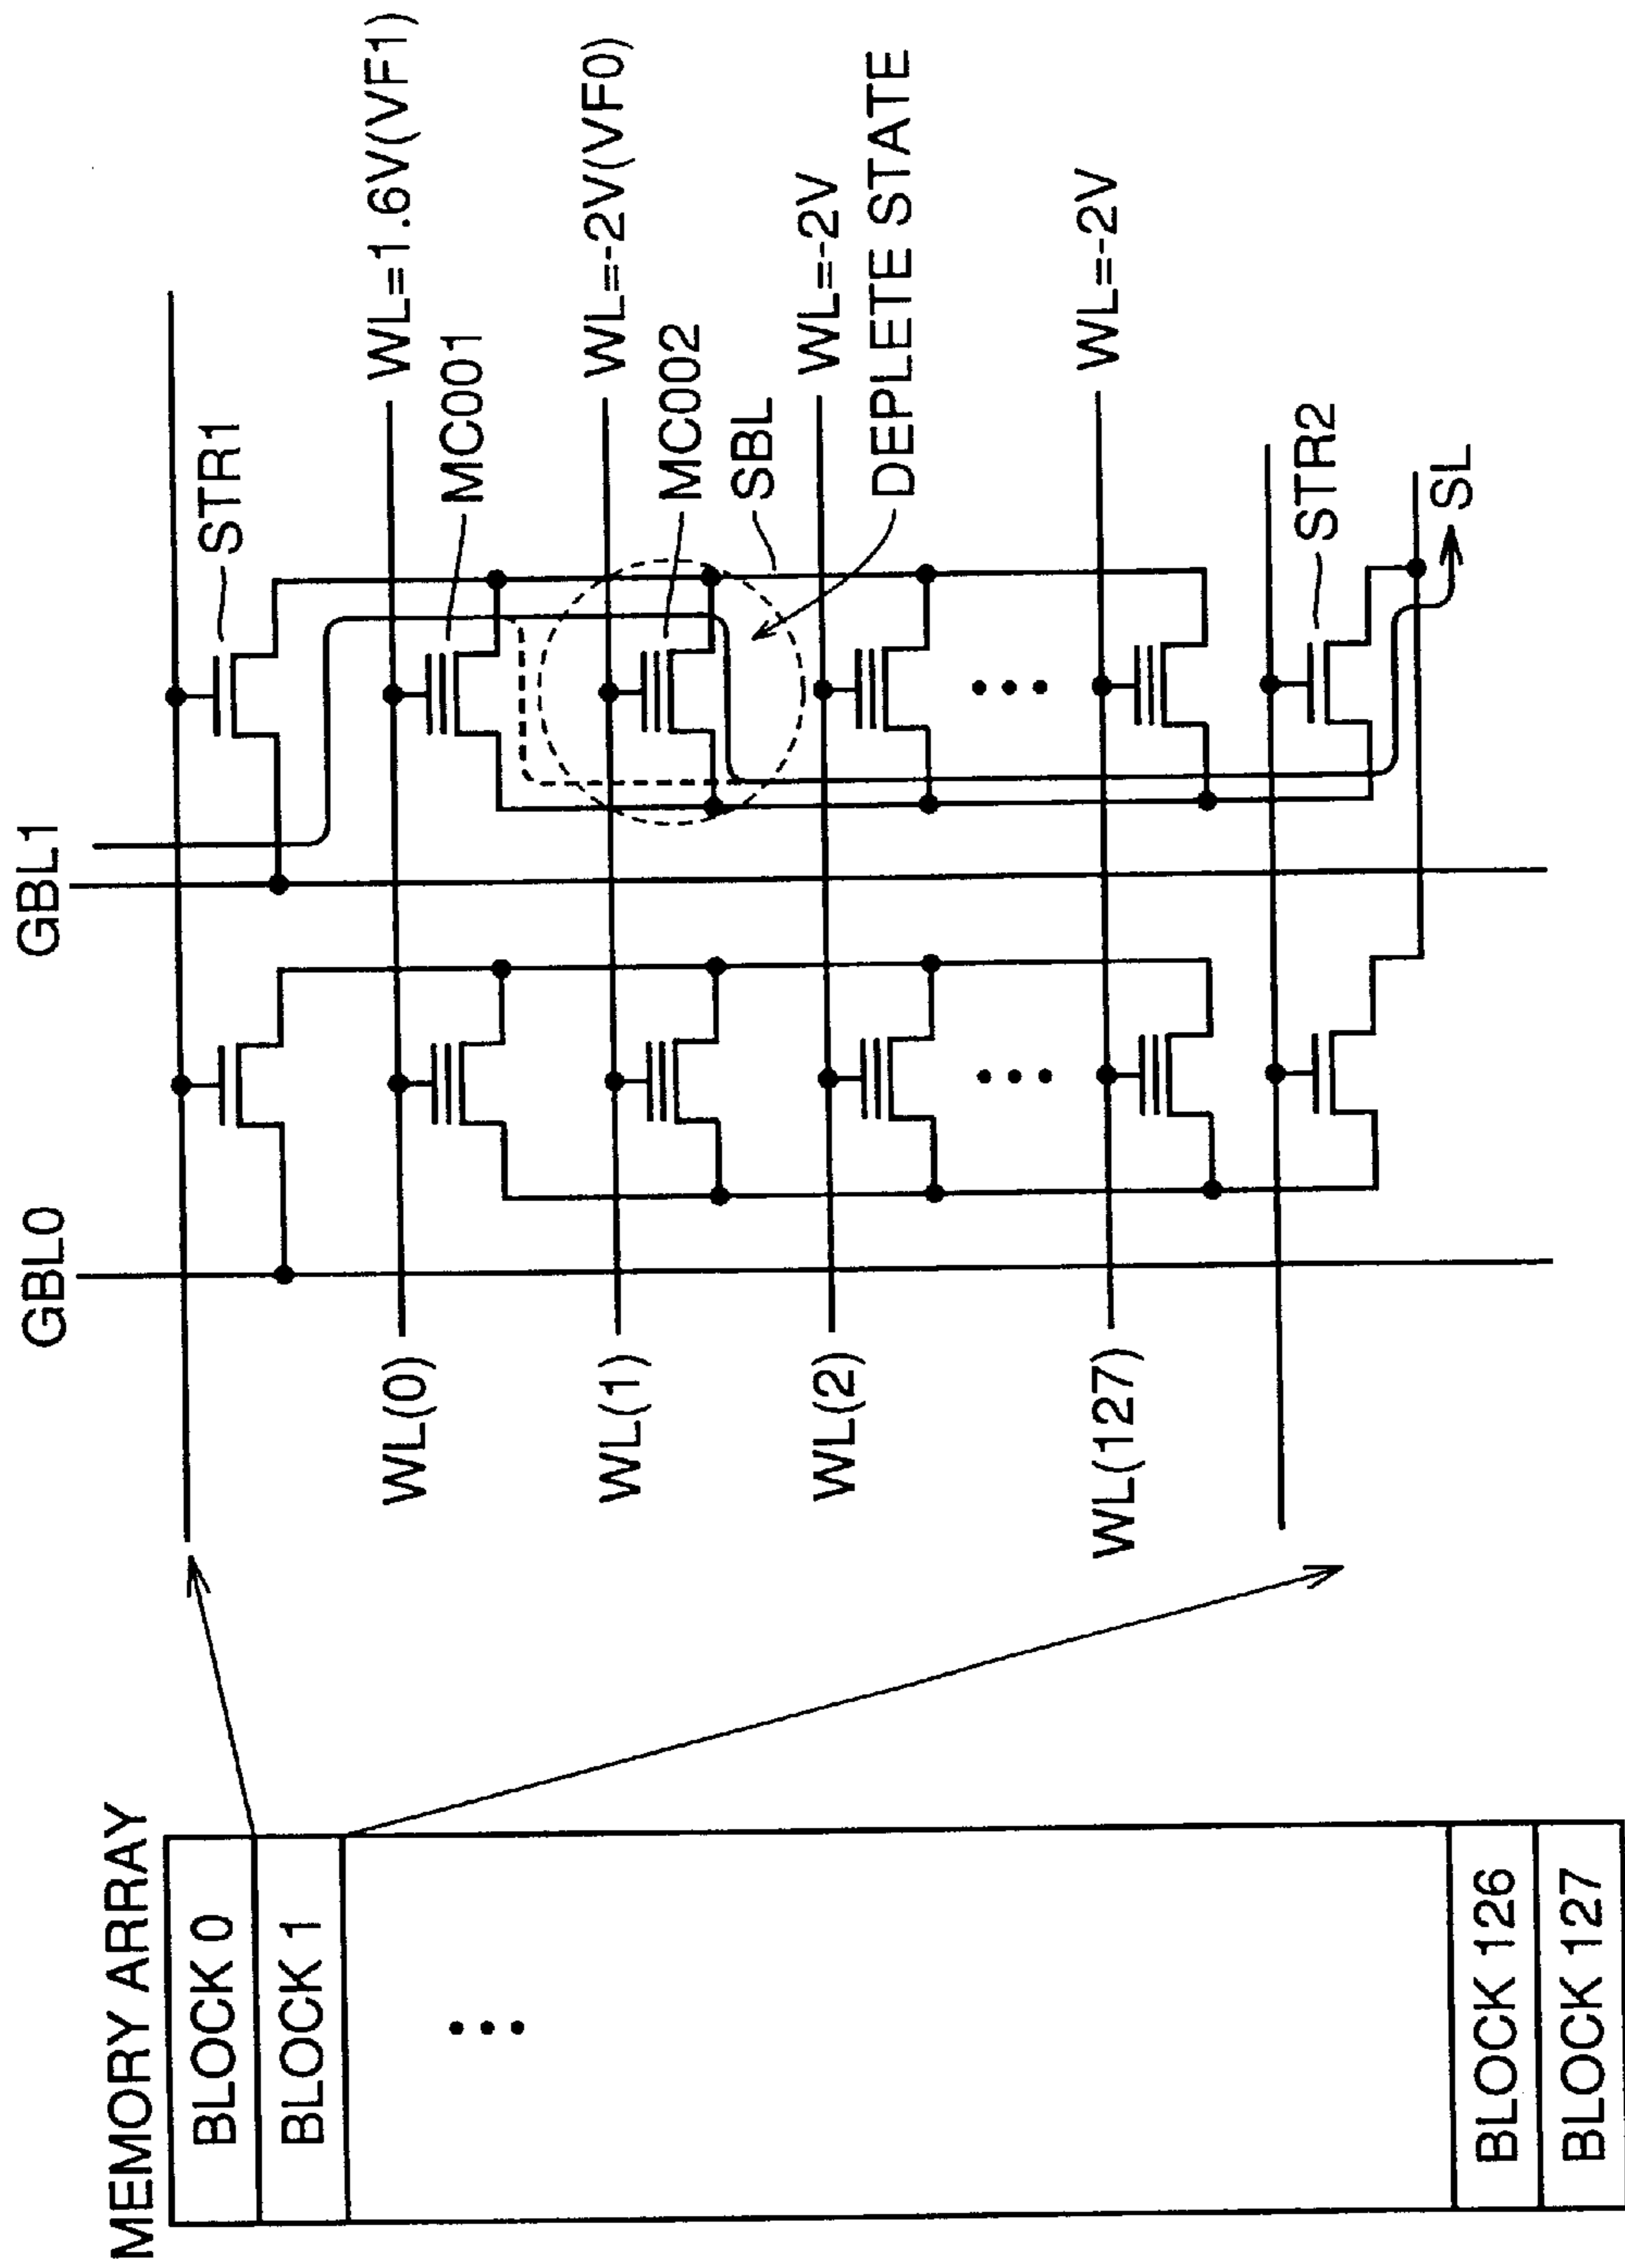 MEMORY ARRAY
BLOCK 0
BLOCK 1
BLOCK 126
BLOCK 127
GBL0
GBL1
WL(0)
WL(1)
WL(2)
WL(127)
STR1
WL=1.6V(VF1)
MC001
WL=-2V(VF0)
MC002
SBL
WL=-2V
DEPLETE STATE
WL=-2V
STR2
SL